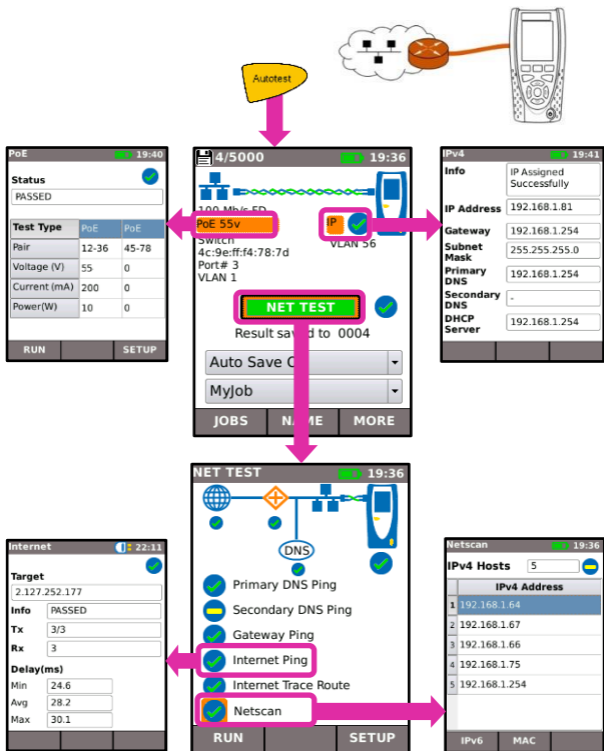 Autotest
PoE 19:40
Status
PASSED
Test Type PoE PoE
Pair 12-36 45-78
Voltage (V) 55 0
Current (mA) 200 0
Power(W) 10 0
RUN SETUP
4/5000 19:36
100 Mb/s FD
PoE 55v IP
Switch VLAN 56
4c:9e:ff:f4:78:7d
Port# 3
VLAN 1
NET TEST
Result saved to 0004
Auto Save
MyJob
JOBS NAME MORE
IPv4 19:41
Info IP Assigned
Successfully
IP Address 192.168.1.81
Gateway 192.168.1.254
Subnet
Mask 255.255.255.0
Primary
DNS 192.168.1.254
Secondary
DNS -
DHCP
Server 192.168.1.254
NET TEST 19:36
DNS
Primary DNS Ping
Secondary DNS Ping
Gateway Ping
Internet Ping
Internet Trace Route
Netscan
RUN SETUP
Internet 22:11
Target
2.127.252.177
Info PASSED
Tx 3/3
Rx 3
Delay(ms)
Min 24.6
Avg 28.2
Max 30.1
Netscan 19:36
IPv4 Hosts 5
IPv4 Address
1 192.168.1.64
2 192.168.1.67
3 192.168.1.66
4 192.168.1.75
5 192.168.1.254
IPv6 MAC